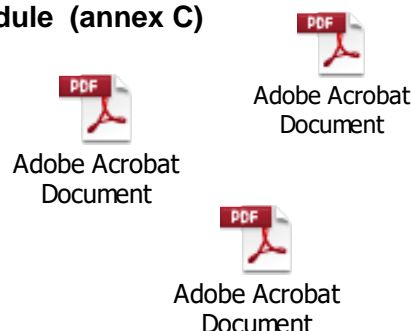 dule (annex C)
PDF
Adobe Acrobat
Document
PDF
Adobe Acrobat
Document
PDF
Adobe Acrobat
Document